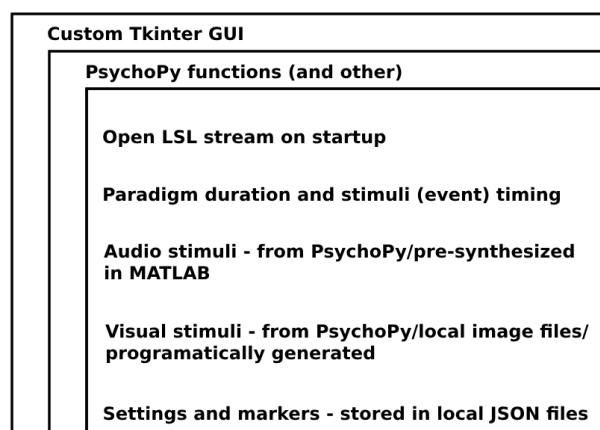 Custom Tkinter GUI
PsychoPy functions (and other)
Open LSL stream on startup
Paradigm duration and stimuli (event) timing
Audio stimuli - from PsychoPy/pre-synthesized
in MATLAB
Visual stimuli - from PsychoPy/local image files/
programatically generated
Settings and markers - stored in local JSON files